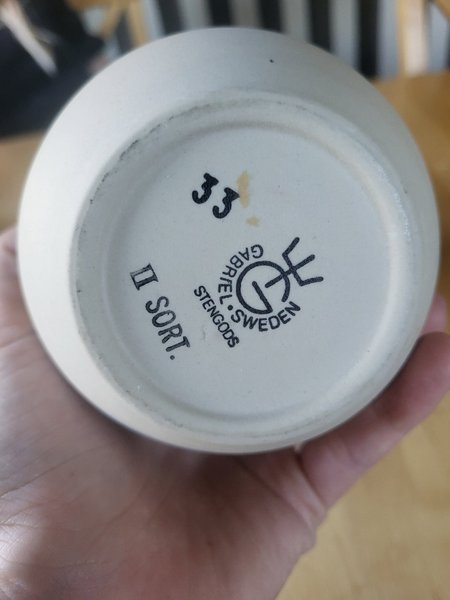 33
GABRIEL · SWEDEN
STENGODS
II SORT.